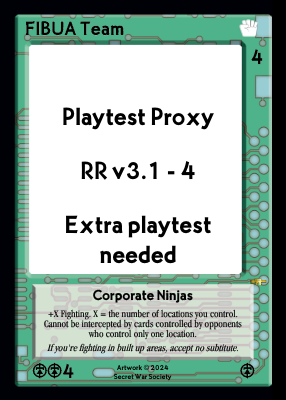 FIBUA Team
4
Playtest Proxy
RR v3.1 - 4
Extra playtest
needed
Corporate Ninjas
+X Fighting. X = the number of locations you control.
Cannot be intercepted by cards controlled by opponents
who control only one location.
If you're fighting in built up areas, accept no substitute.
4
Artwork © 2024
Secret War Society